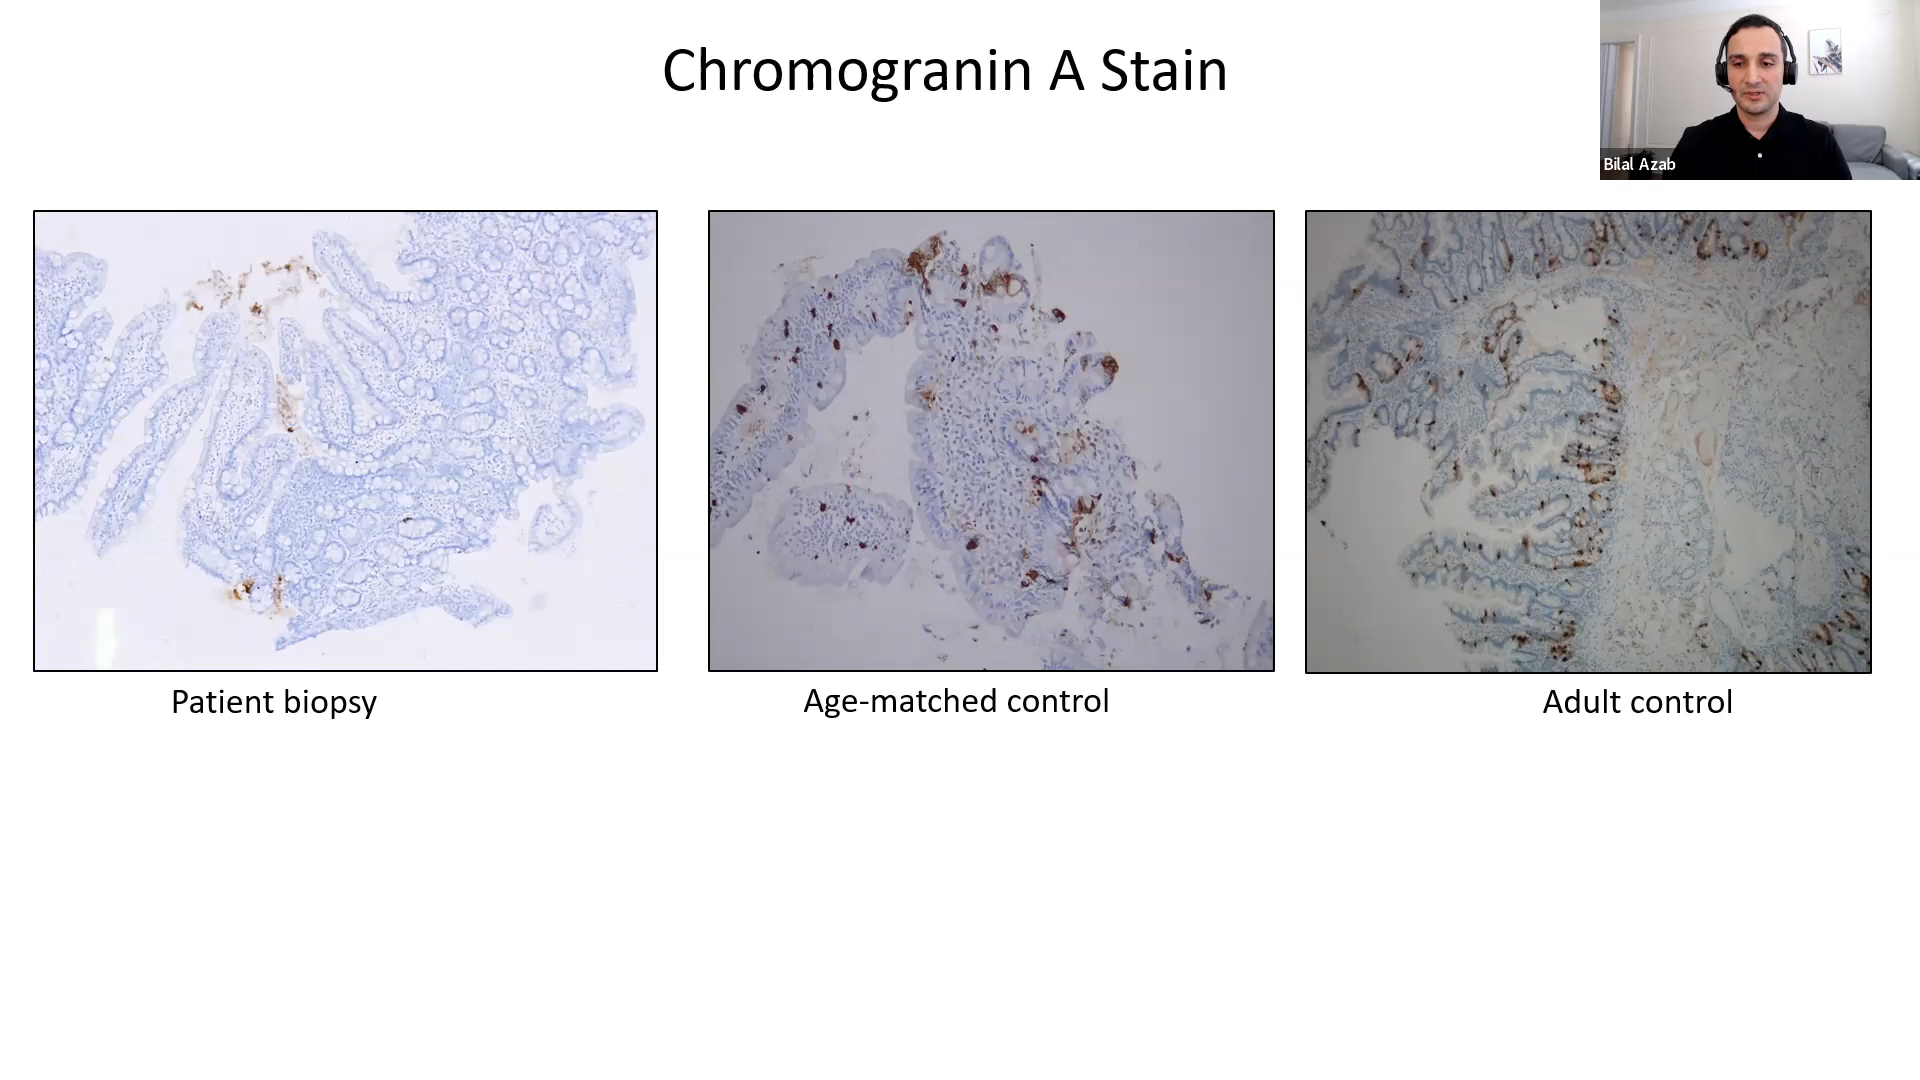 Chromogranin A Stain
Bilal Azab
Patient biopsy
Age-matched control
Adult control